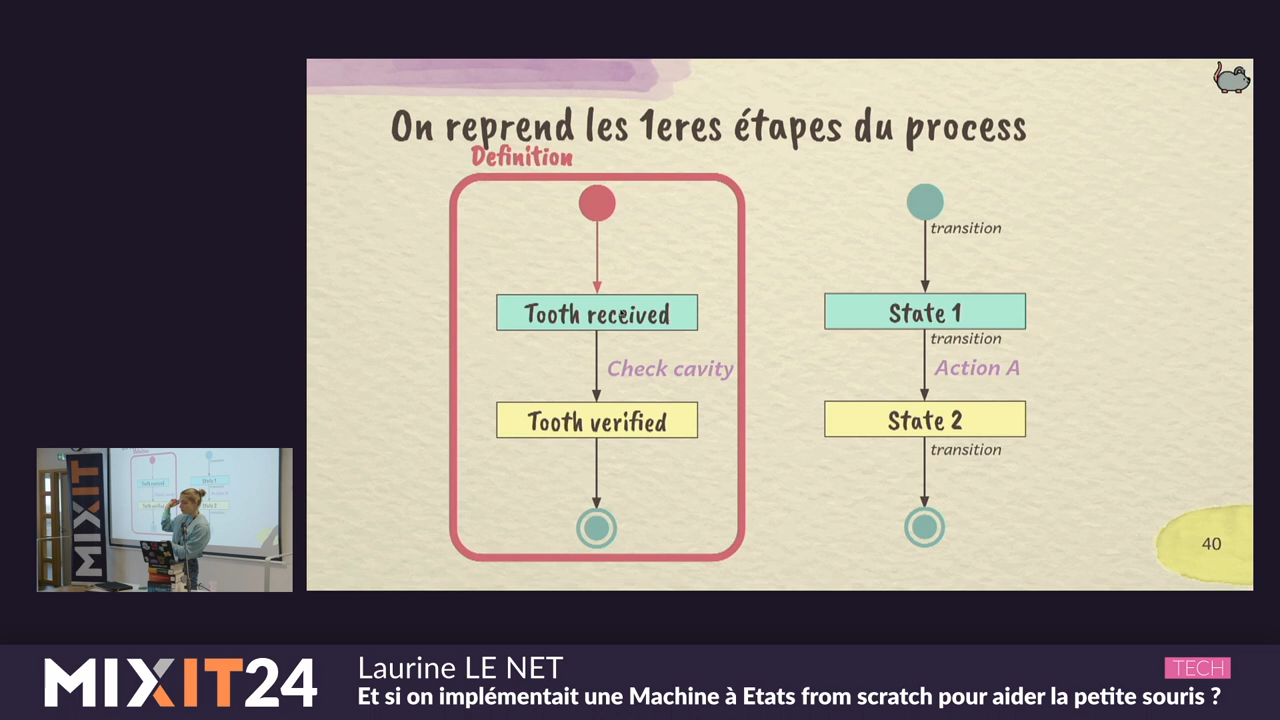 On reprend les 1eres étapes du process
Definition
Tooth received
Check cavity
Tooth verified
transition
State 1
transition
Action A
State 2
transition
40
MIXIT
MIXIT24
Laurine LE NET
TECH
Et si on implémentait une Machine à Etats from scratch pour aider la petite souris ?